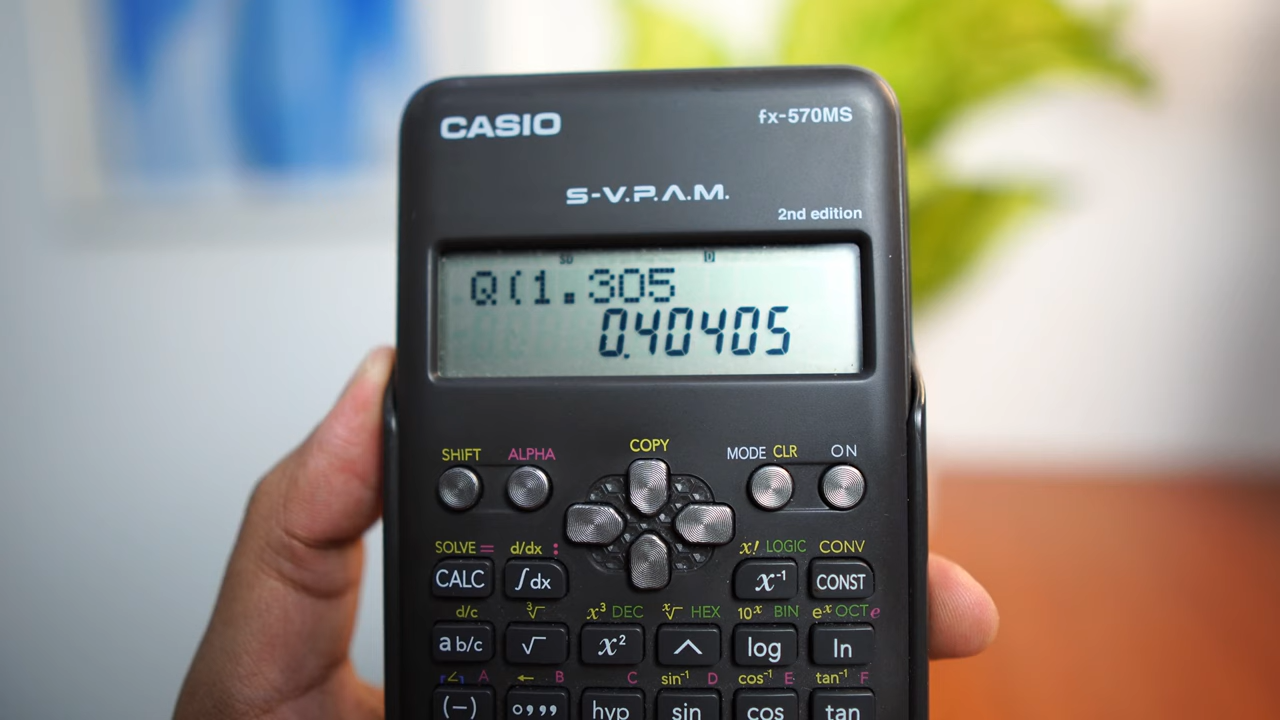 CASIO fx-570MS
S-V.P.A.M.
2nd edition
SD D
Q(1.305
0.40405
COPY
SHIFT ALPHA MODE CLR ON
SOLVE = d/dx : x! LOGIC CONV
CALC ∫dx x⁻¹ CONST
d/c ³√ x³ DEC ˣ√ HEX 10ˣ BIN eˣ OCT e
a b/c √ x² ^ log ln
A ← B C sin⁻¹ D cos⁻¹ E tan⁻¹ F
(−) hyp sin cos tan